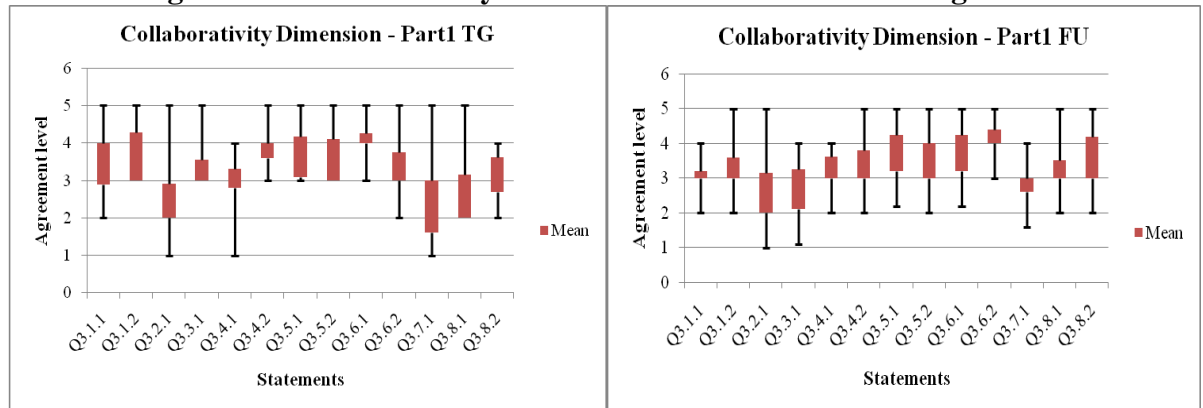 Collaborativity Dimension - Part1 TG
Agreement level
6
5
4
3
2
1
0
Q3.1.1 Q3.1.2 Q3.2.1 Q3.3.1 Q3.4.1 Q3.4.2 Q3.5.1 Q3.5.2 Q3.6.1 Q3.6.2 Q3.7.1 Q3.8.1 Q3.8.2
Statements
Mean
Collaborativity Dimension - Part1 FU
Agreement level
6
5
4
3
2
1
0
Q3.1.1 Q3.1.2 Q3.2.1 Q3.3.1 Q3.4.1 Q3.4.2 Q3.5.1 Q3.5.2 Q3.6.1 Q3.6.2 Q3.7.1 Q3.8.1 Q3.8.2
Statements
Mean